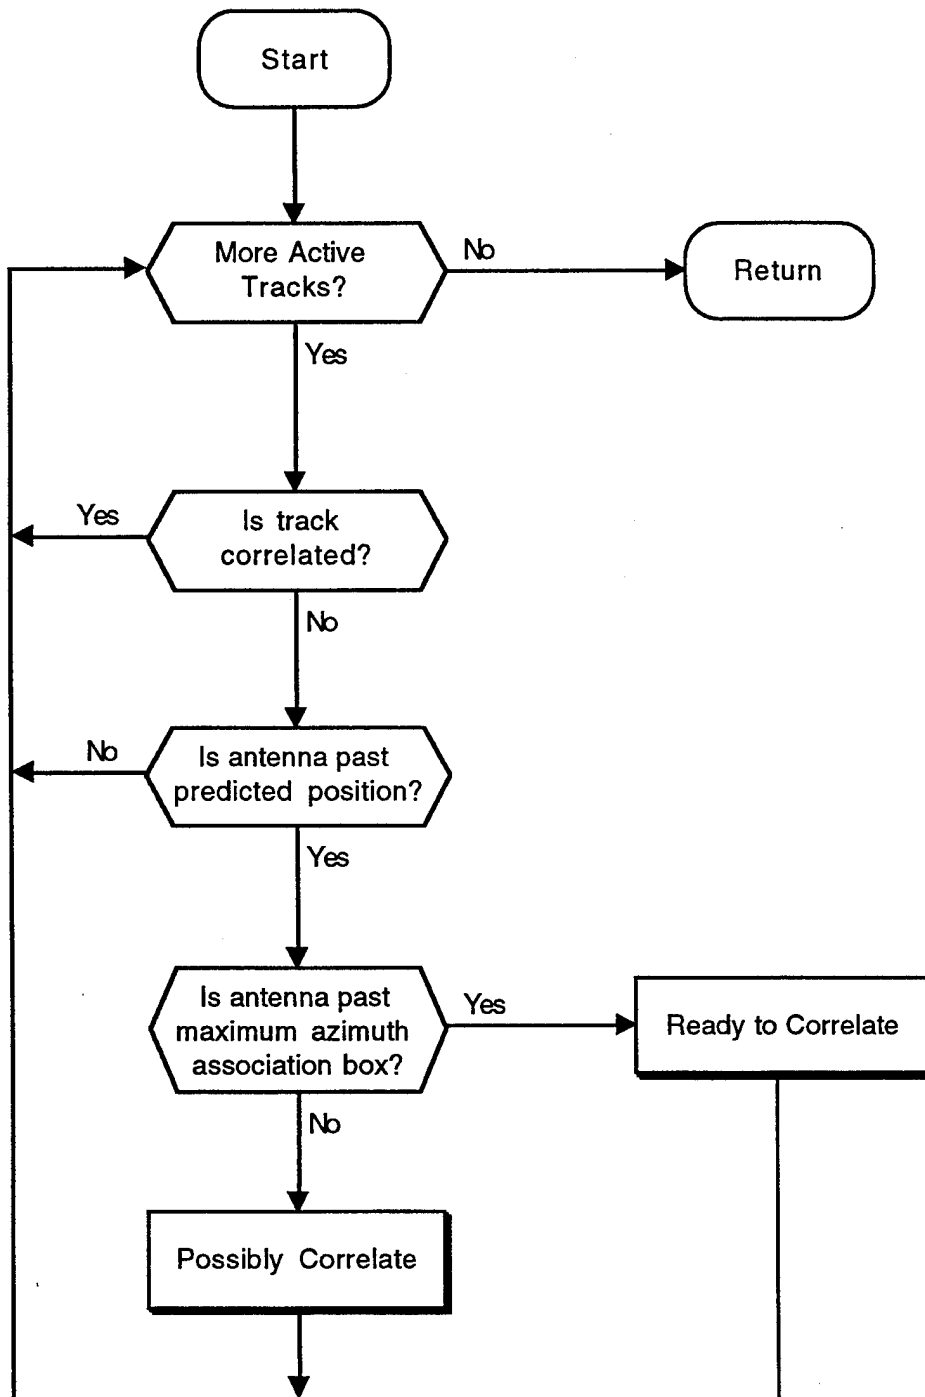 Start
More Active
Tracks?
No
Return
Yes
Is track
correlated?
Yes
No
Is antenna past
predicted position?
No
Yes
Is antenna past
maximum azimuth
association box?
Yes
Ready to Correlate
No
Possibly Correlate